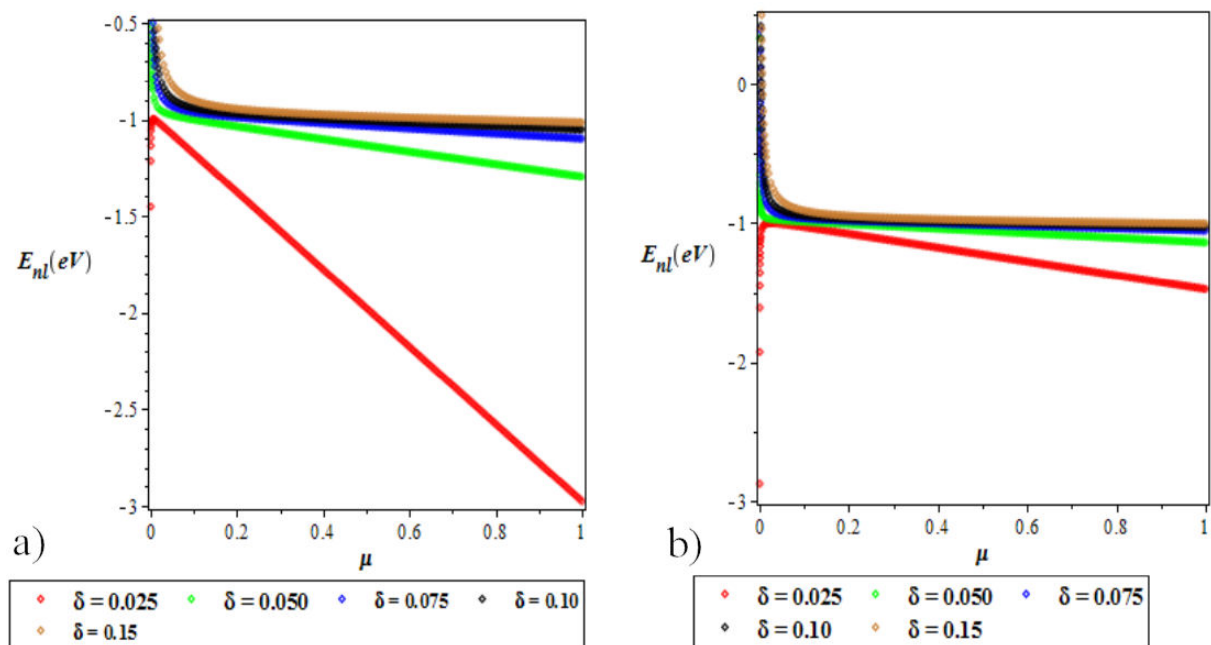 -0.5
-1
-1.5
-2
-2.5
-3
E_nl(eV)
0 0.2 0.4 0.6 0.8 1
μ
a)
δ = 0.025 δ = 0.050 δ = 0.075 δ = 0.10
δ = 0.15
0
-1
-2
-3
E_nl(eV)
0 0.2 0.4 0.6 0.8 1
μ
b)
δ = 0.025 δ = 0.050 δ = 0.075
δ = 0.10 δ = 0.15